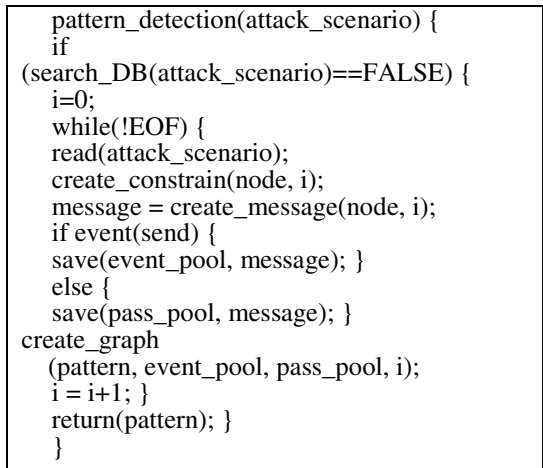 pattern_detection(attack_scenario) {
if
(search_DB(attack_scenario)==FALSE) {
i=0;
while(!EOF) {
read(attack_scenario);
create_constrain(node, i);
message = create_message(node, i);
if event(send) {
save(event_pool, message); }
else {
save(pass_pool, message); }
create_graph
(pattern, event_pool, pass_pool, i);
i = i+1; }
return(pattern); }
}